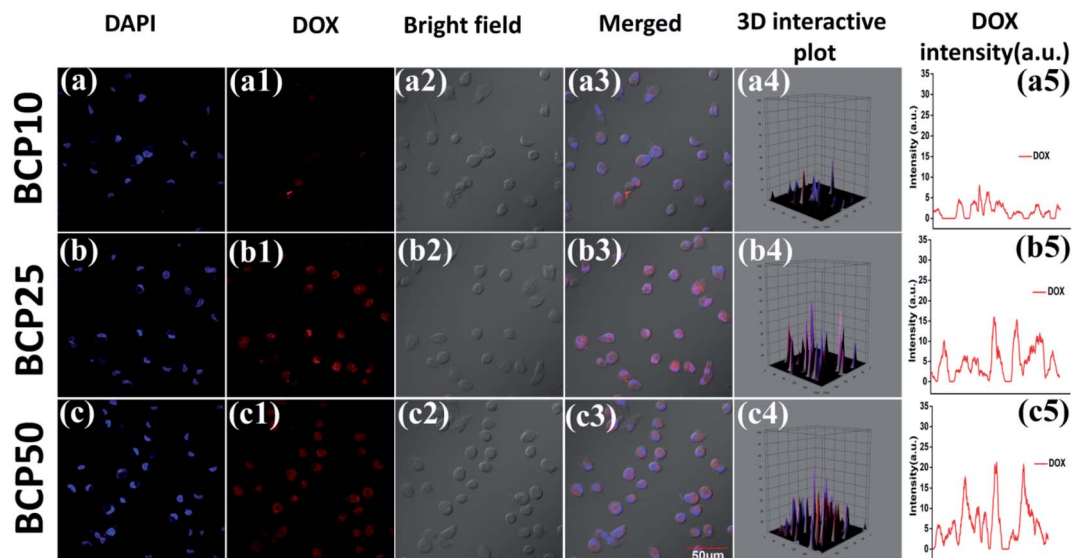 DAPI DOX Bright field Merged 3D interactive plot DOX intensity(a.u.)
BCP10
(a) (a1) (a2) (a3) (a4) (a5)
Intensity (a.u.)
35
30
25
20
15
10
5
0
DOX
BCP25
(b) (b1) (b2) (b3) (b4) (b5)
Intensity (a.u.)
35
30
25
20
15
10
5
0
DOX
BCP50
(c) (c1) (c2) (c3) (c4) (c5)
Intensity(a.u.)
35
30
25
20
15
10
5
0
DOX
50µm